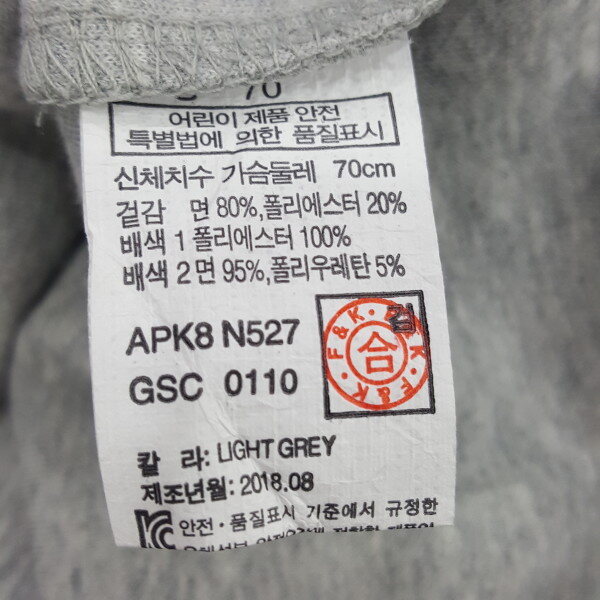 70
어린이 제품 안전
특별법에 의한 품질표시
신체치수 가슴둘레 70cm
겉감 면 80%,폴리에스터 20%
배색 1 폴리에스터 100%
배색 2 면 95%,폴리우레탄 5%
APK8 N527
GSC 0110
검
F & K · F & K ·
합
칼 라: LIGHT GREY
제조년월: 2018.08
안전·품질표시 기준에서 규정한